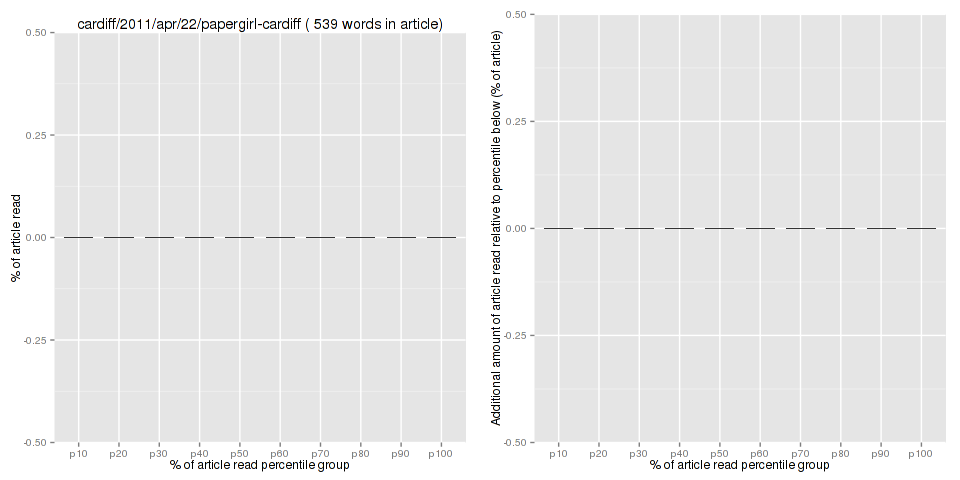 cardiff/2011/apr/22/papergirl-cardiff ( 539 words in article)
% of article read
0.50
0.25
0.00
-0.25
-0.50
p10 p20 p30 p40 p50 p60 p70 p80 p90 p100
% of article read percentile group
Additional amount of article read relative to percentile below (% of article)
0.50
0.25
0.00
-0.25
-0.50
p10 p20 p30 p40 p50 p60 p70 p80 p90 p100
% of article read percentile group